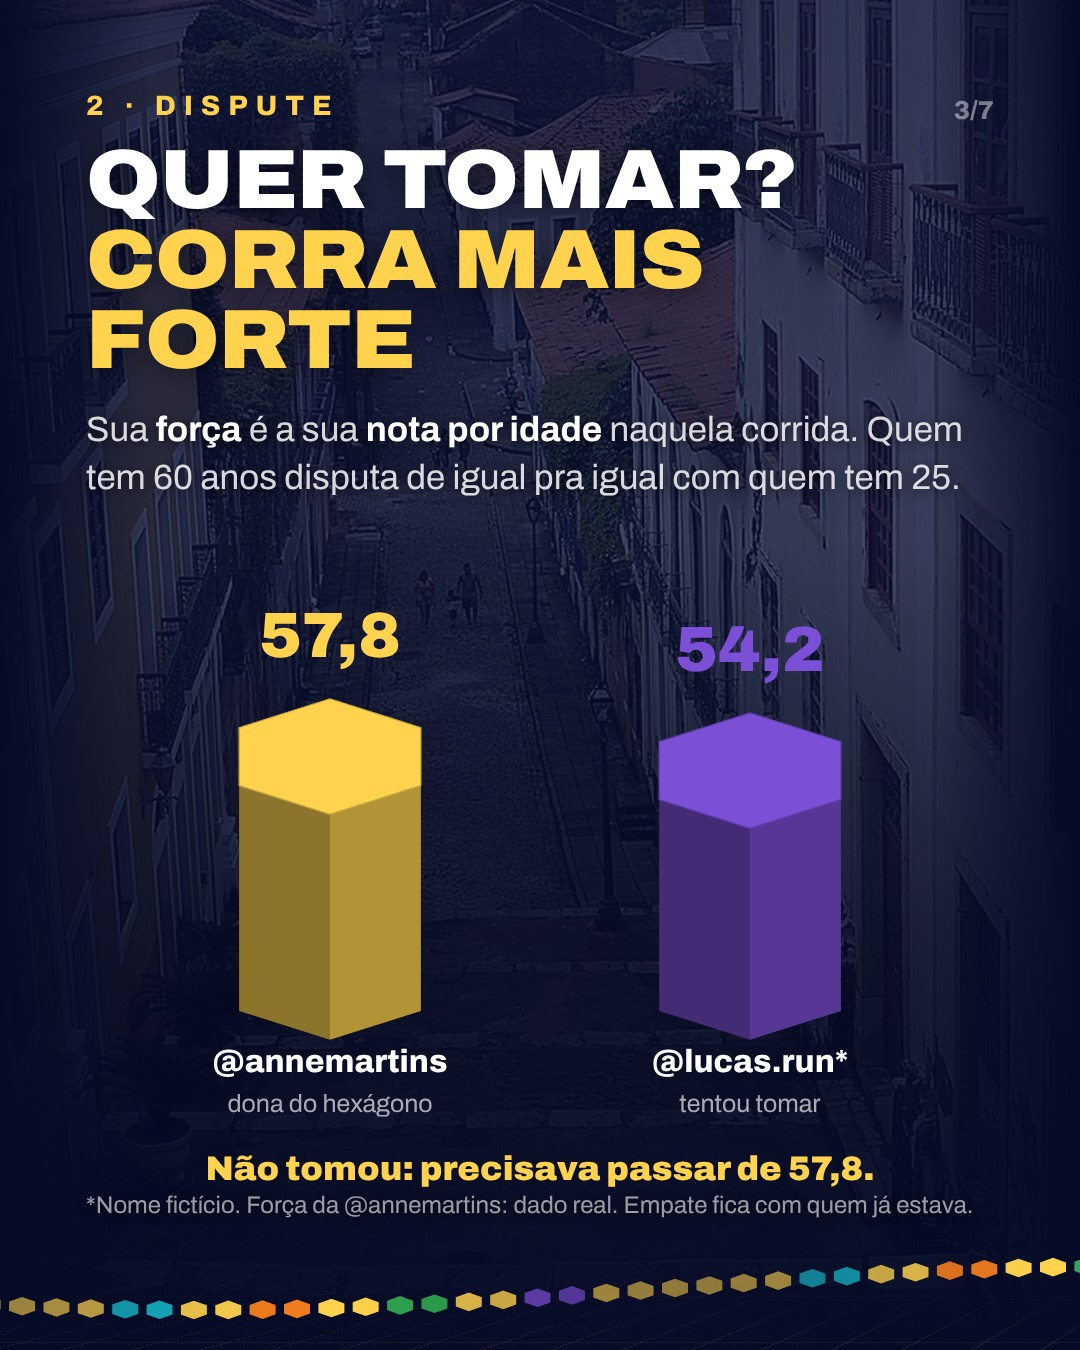 2 · DISPUTE
3/7
QUER TOMAR?
CORRA MAIS
FORTE
Sua força é a sua nota por idade naquela corrida. Quem
tem 60 anos disputa de igual pra igual com quem tem 25.
57,8
54,2
@annemartins
@lucas.run*
dona do hexágono
tentou tomar
Não tomou: precisava passar de 57,8.
*Nome fictício. Força da @annemartins: dado real. Empate fica com quem já estava.